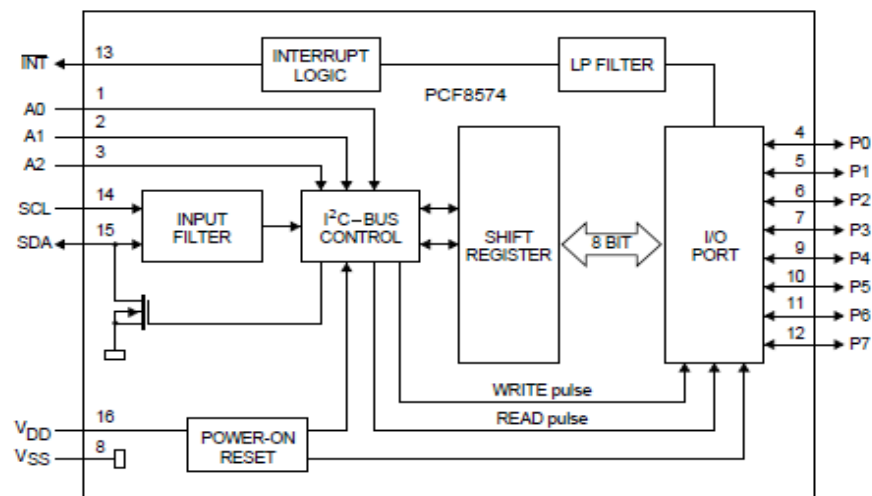 INT
13
INTERRUPT
LOGIC
LP FILTER
PCF8574
A0
1
A1
2
A2
3
SCL
14
SDA
15
INPUT
FILTER
I²C–BUS
CONTROL
SHIFT
REGISTER
8 BIT
I/O
PORT
4
P0
5
P1
6
P2
7
P3
9
P4
10
P5
11
P6
12
P7
WRITE pulse
READ pulse
VDD
16
VSS
8
POWER-ON
RESET